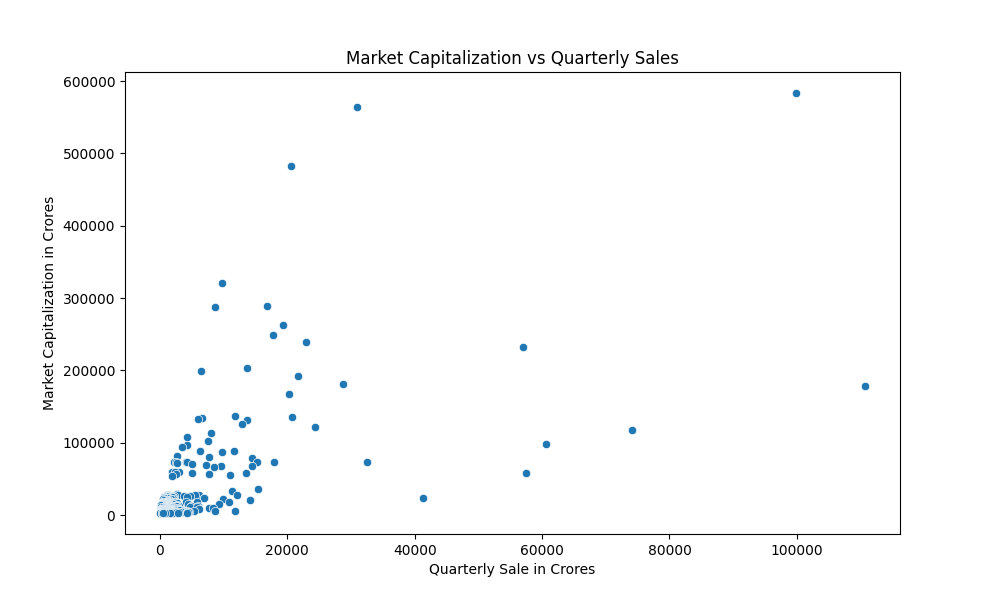 Market Capitalization vs Quarterly Sales
600000
500000
400000
300000
200000
100000
0
Market Capitalization in Crores
0 20000 40000 60000 80000 100000
Quarterly Sale in Crores